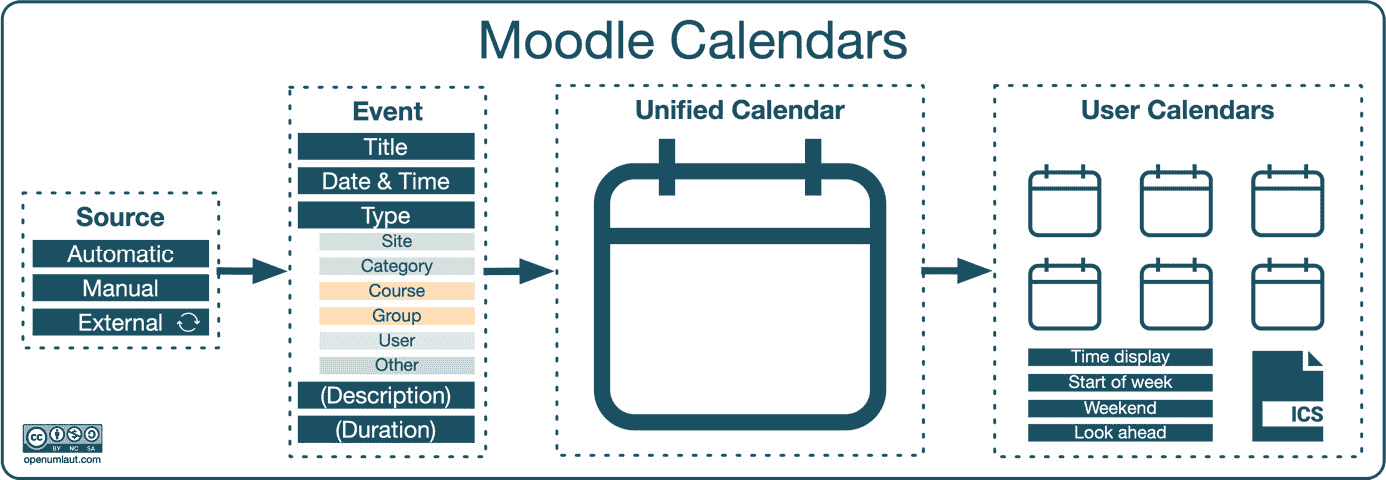 Moodle Calendars
Source
Automatic
Manual
External
Event
Title
Date & Time
Type
Site
Category
Course
Group
User
Other
(Description)
(Duration)
Unified Calendar
User Calendars
Time display
Start of week
Weekend
Look ahead
ICS
CC BY NC SA
openumlaut.com